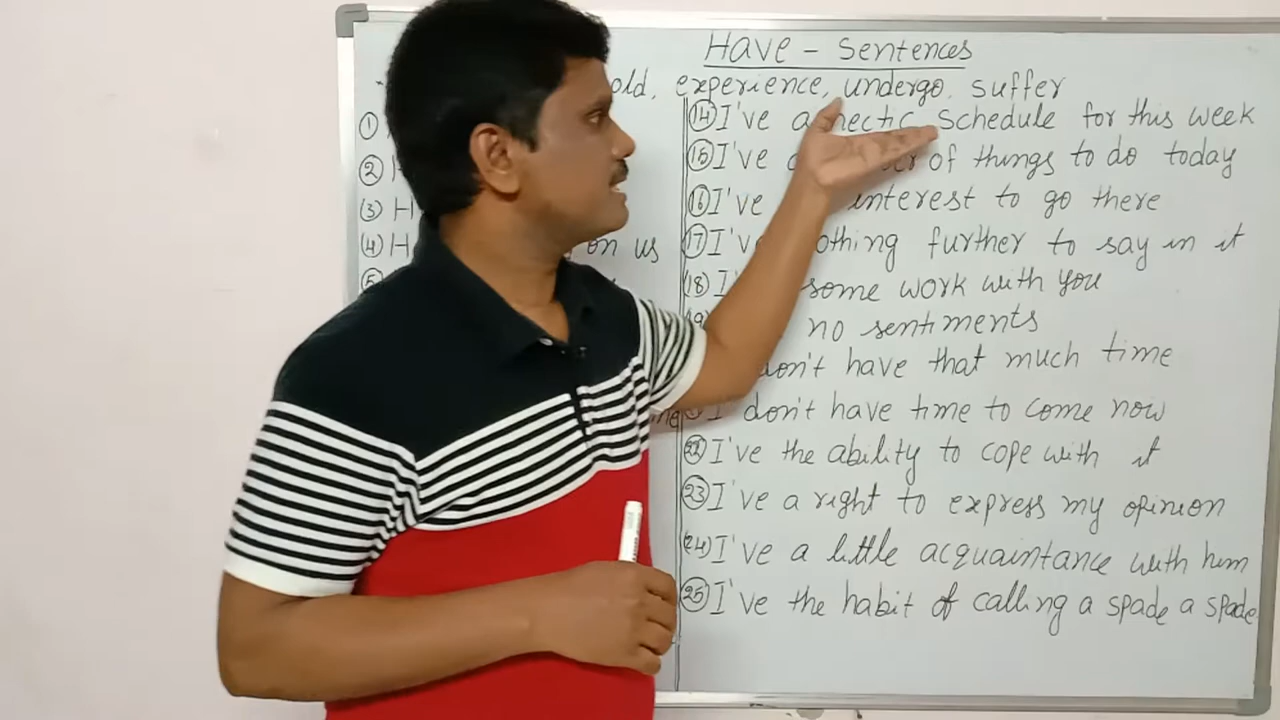 Have - Sentences
old, experience, undergo, suffer
① H
② H
③ H
④ H on us
⑭ I've a hectic schedule for this week
⑮ I've a of things to do today
⑯ I've interest to go there
⑰ I've nothing further to say in it
⑱ I' some work with you
no sentiments
don't have that much time
I don't have time to come now
㉒ I've the ability to cope with it
㉓ I've a right to express my opinion
㉔ I've a little acquaintance with him
㉕ I've the habit of calling a spade a spade